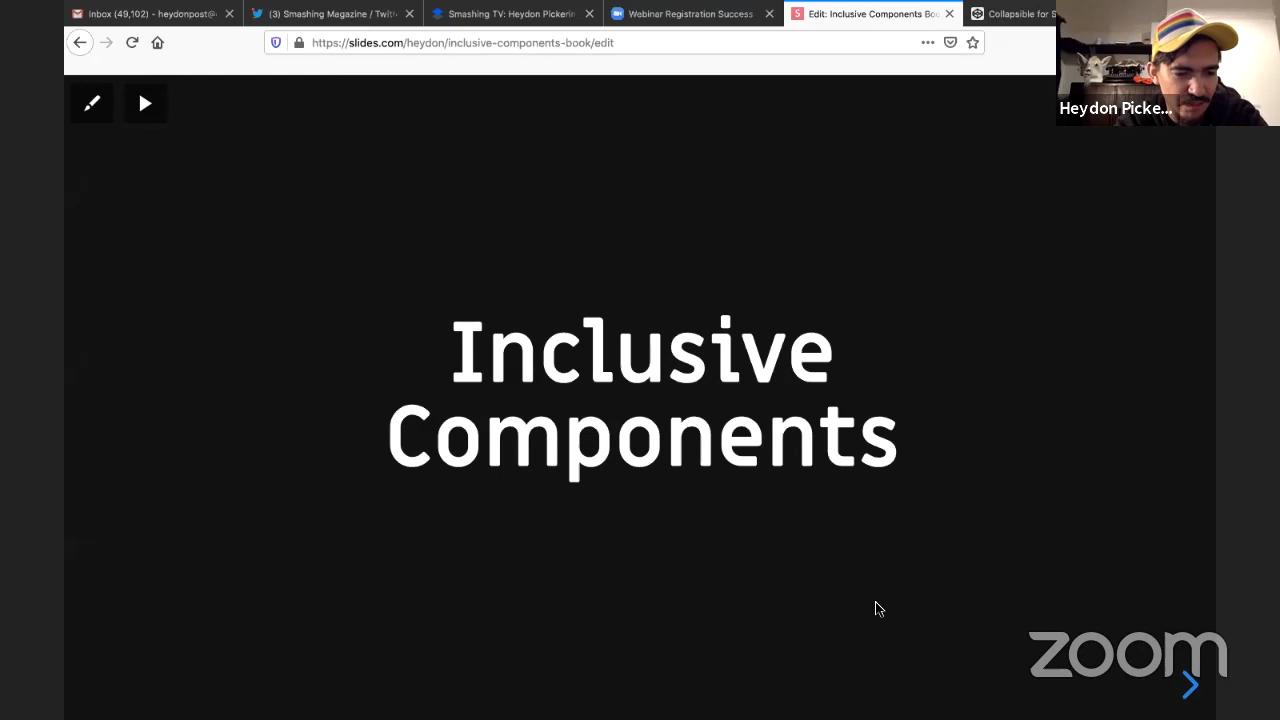 Inbox (49,102) - heydonpost@
(3) Smashing Magazine / Twitt
Smashing TV: Heydon Pickerin
Webinar Registration Success
S
Edit: Inclusive Components Boo
Collapsible for S
https://slides.com/heydon/inclusive-components-book/edit
Heydon Picke...
Inclusive
Components
zoom